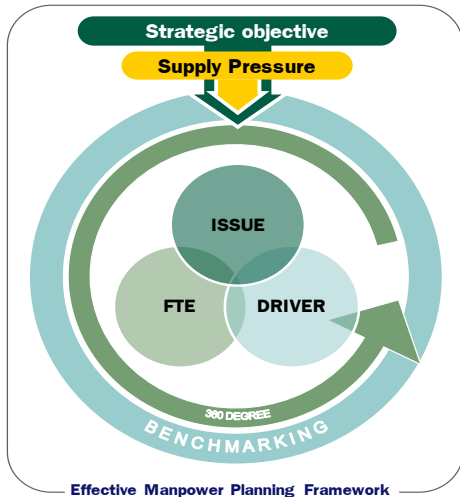 Strategic objective
Supply Pressure
ISSUE
FTE
DRIVER
360 DEGREE
BENCHMARKING
Effective Manpower Planning Framework